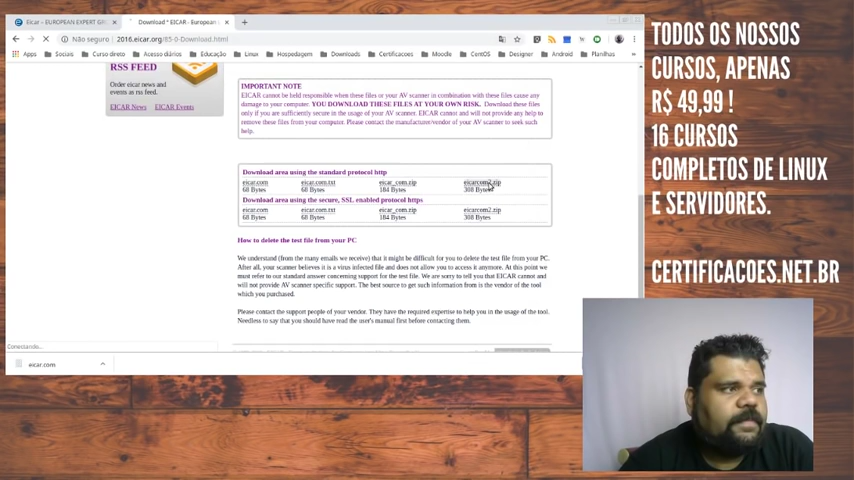 Eicar – EUROPEAN EXPERT GR
Download ° EICAR - European
Não seguro | 2016.eicar.org/85-0-Download.html
Apps
Sociais
Curso direto
Acesso diários
Educação
Linux
Hospedagem
Downloads
Certificacoes
Moodle
CentOS
Designer
Android
Planilhas
RSS FEED
Order eicar news and
events as rss feed.
EICAR News
EICAR Events
IMPORTANT NOTE
EICAR cannot be held responsible when these files or your AV scanner in combination with these files cause any
damage to your computer. YOU DOWNLOAD THESE FILES AT YOUR OWN RISK. Download these files
only if you are sufficiently secure in the usage of your AV scanner. EICAR cannot and will not provide any help to
remove these files from your computer. Please contact the manufacturer/vendor of your AV scanner to seek such
help.
Download area using the standard protocol http
eicar.com eicar.com.txt eicar_com.zip eicarcom2.zip
68 Bytes 68 Bytes 184 Bytes 308 Bytes
Download area using the secure, SSL enabled protocol https
eicar.com eicar.com.txt eicar_com.zip eicarcom2.zip
68 Bytes 68 Bytes 184 Bytes 308 Bytes
How to delete the test file from your PC
We understand (from the many emails we receive) that it might be difficult for you to delete the test file from your PC.
After all, your scanner believes it is a virus infected file and does not allow you to access it anymore. At this point we
must refer to our standard answer concerning support for the test file. We are sorry to tell you that EICAR cannot and
will not provide AV scanner specific support. The best source to get such information from is the vendor of the tool
which you purchased.
Please contact the support people of your vendor. They have the required expertise to help you in the usage of the tool.
Needless to say that you should have read the user's manual first before contacting them.
Conectando...
eicar.com
TODOS OS NOSSOS
CURSOS, APENAS
R$ 49,99 !
16 CURSOS
COMPLETOS DE LINUX
E SERVIDORES.
CERTIFICACOES.NET.BR